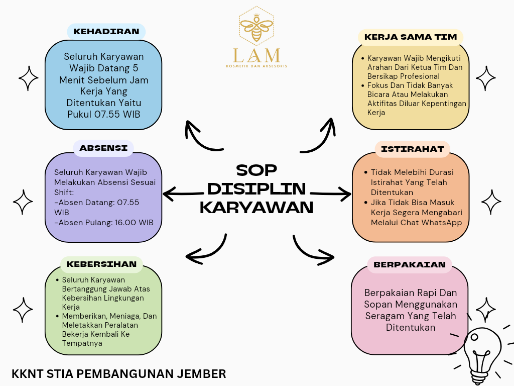 LAM
KEHADIRAN
Seluruh Karyawan
Wajib Datang 5
Menit Sebelum Jam
Kerja Yang
Ditentukan Yaitu
Pukul 07.55 WIB
ABSENSI
Seluruh Karyawan Wajib
Melakukan Absensi Sesuai
Shift:
-Absen Datang: 07.55
WIB
-Absen Pulang: 16.00 WIB
KEBERSIHAN
• Seluruh Karyawan
Bertanggung Jawab Atas
Kebersihan Lingkungan
Kerja
• Memberikan, Meniaga, Dan
Meletakkan Peralatan
Bekerja Kembali Ke
Tempatnya
SOP
DISIPLIN
KARYAWAN
KERJA SAMA TIM
• Karyawan Wajib Mengikuti
Arahan Dari Ketua Tim Dan
Bersikap Profesional
• Fokus Dan Tidak Banyak
Bicara Atau Melakukan
Aktifitas Diluar Kepentingan
Kerja
ISTIRAHAT
• Tidak Melebihi Durasi
Istirahat Yang Telah
Ditentukan
• Jika Tidak Bisa Masuk
Kerja Segera Mengabari
Melalui Chat WhatsApp
BERPAKAIAN
Berpakaian Rapi Dan
Sopan Menggunakan
Seragam Yang Telah
Ditentukan
KKNT STIA PEMBANGUNAN JEMBER